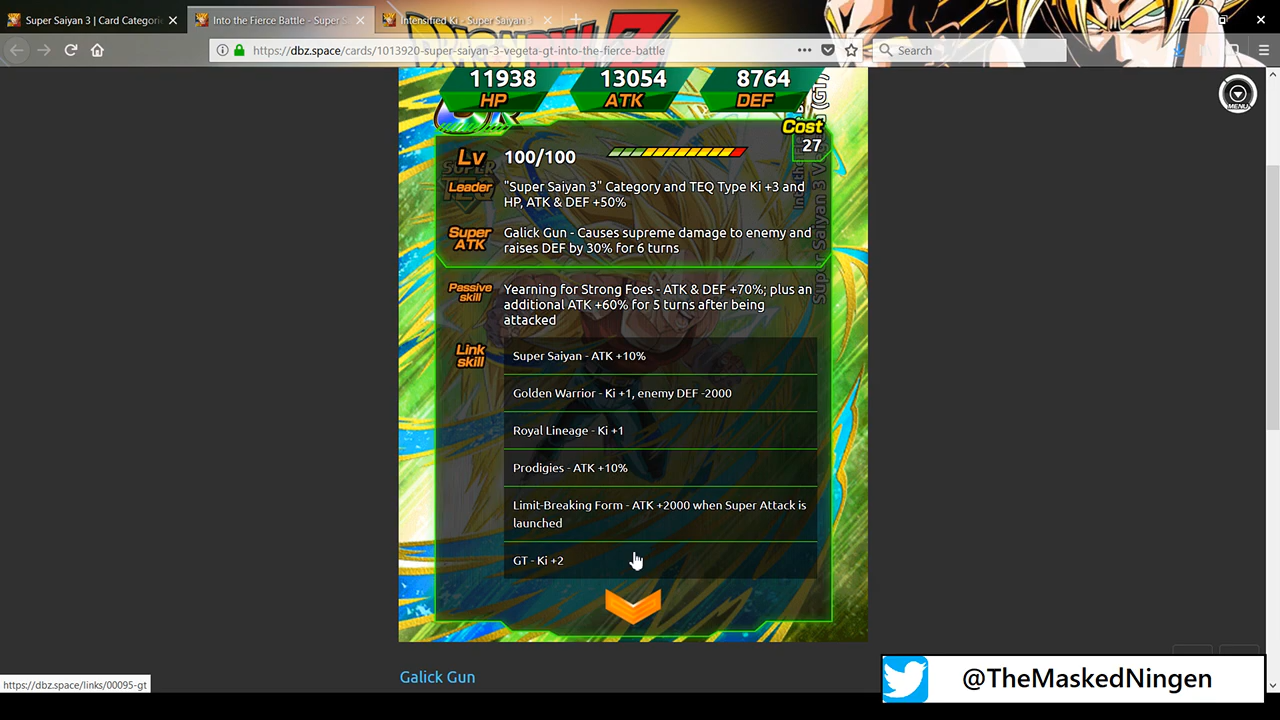 Super Saiyan 3 | Card Categori
Into the Fierce Battle - Super S
Intensified Ki - Super Saiyan 3
https://dbz.space/cards/1013920-super-saiyan-3-vegeta-gt-into-the-fierce-battle
Search
11938
13054
8764
HP
ATK
DEF
MENU
Cost
27
Lv
100/100
Leader
"Super Saiyan 3" Category and TEQ Type Ki +3 and
HP, ATK & DEF +50%
SUPER
TEQ
Super
ATK
Galick Gun - Causes supreme damage to enemy and
raises DEF by 30% for 6 turns
Passive
skill
Yearning for Strong Foes - ATK & DEF +70%; plus an
additional ATK +60% for 5 turns after being
attacked
Link
skill
Super Saiyan - ATK +10%
Golden Warrior - Ki +1, enemy DEF -2000
Royal Lineage - Ki +1
Prodigies - ATK +10%
Limit-Breaking Form - ATK +2000 when Super Attack is
launched
GT - Ki +2
Galick Gun
https://dbz.space/links/00095-gt
@TheMaskedNingen